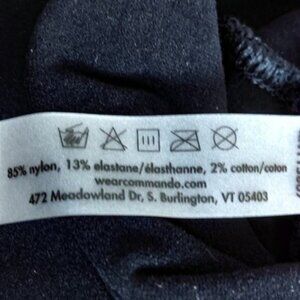 85% nylon, 13% elastane/élasthanne, 2% cotton/coton
wearcommando.com
472 Meadowland Dr, S. Burlington, VT 05403